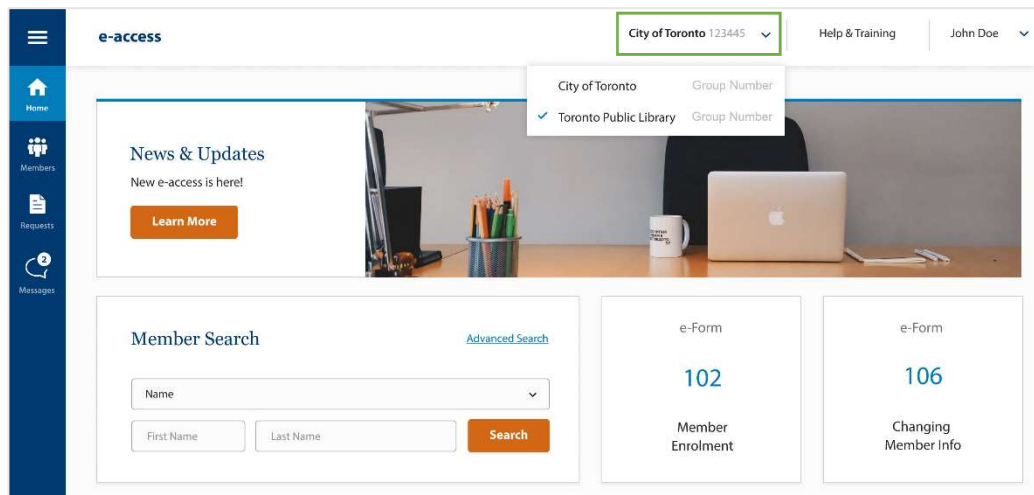 e-access
City of Toronto 123445
Help & Training
John Doe
City of Toronto Group Number
Toronto Public Library Group Number
Home
Members
Requests
2
Messages
News & Updates
New e-access is here!
Learn More
Member Search
Advanced Search
Name
First Name
Last Name
Search
e-Form
102
Member
Enrolment
e-Form
106
Changing
Member Info